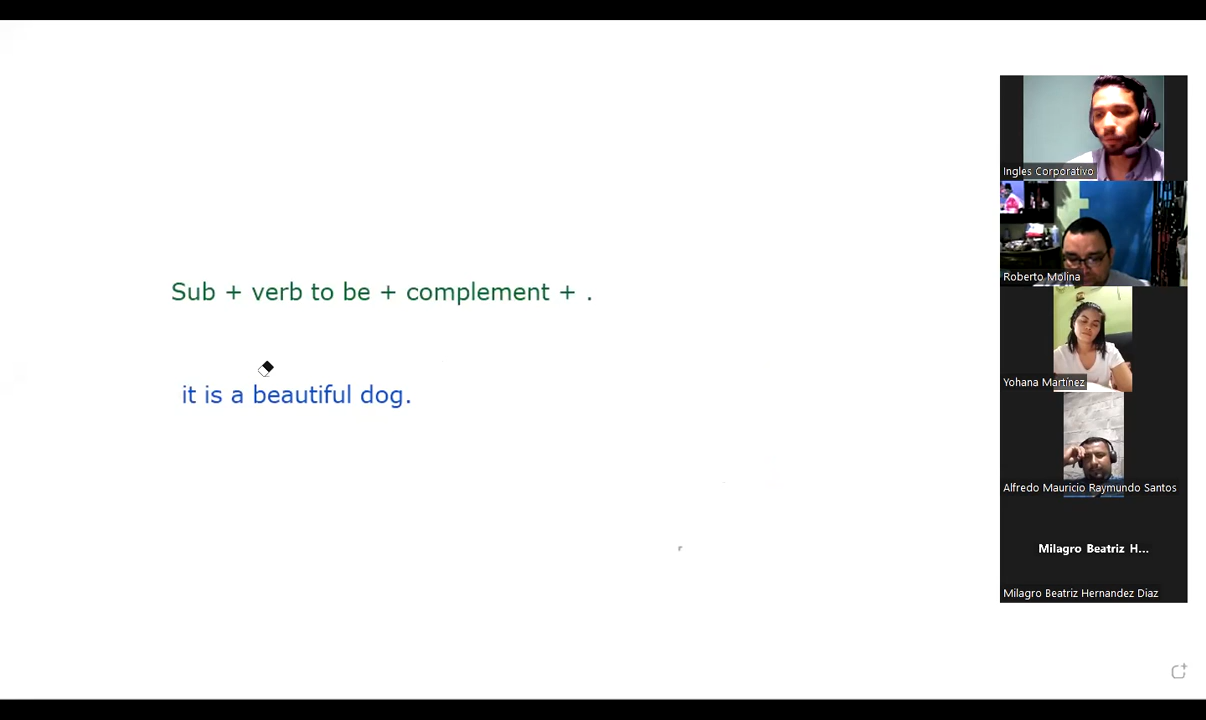 Sub + verb to be + complement + .
it is a beautiful dog.
Ingles Corporativo
Roberto Molina
Yohana Martínez
Alfredo Mauricio Raymundo Santos
Milagro Beatriz H...
Milagro Beatriz Hernandez Diaz